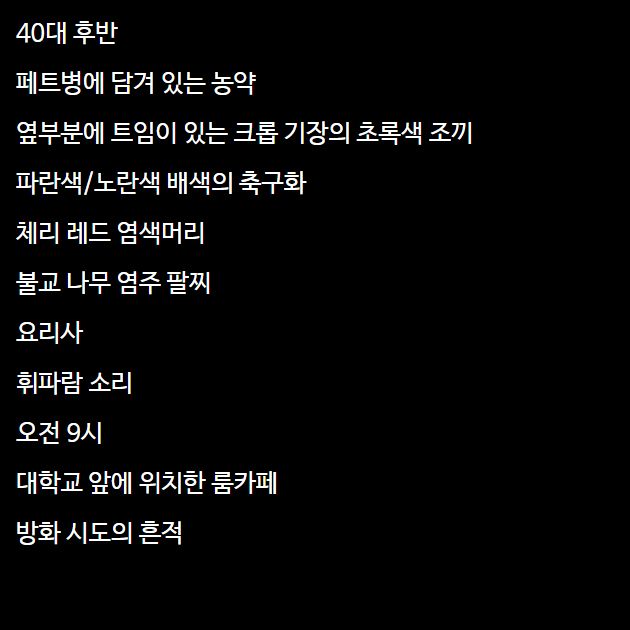 40대 후반
페트병에 담겨 있는 농약
옆부분에 트임이 있는 크롭 기장의 초록색 조끼
파란색/노란색 배색의 축구화
체리 레드 염색머리
불교 나무 염주 팔찌
요리사
휘파람 소리
오전 9시
대학교 앞에 위치한 룸카페
방화 시도의 흔적